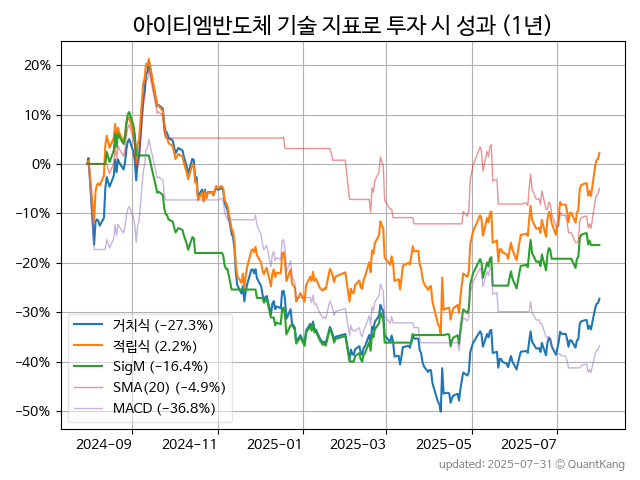 아이티엠반도체 기술 지표로 투자 시 성과 (1년)
20%
10%
0%
−10%
−20%
−30%
−40%
−50%
거치식 (−27.3%)
적립식 (2.2%)
SigM (−16.4%)
SMA(20) (−4.9%)
MACD (−36.8%)
2024-09
2024-11
2025-01
2025-03
2025-05
2025-07
updated: 2025-07-31 © QuantKang